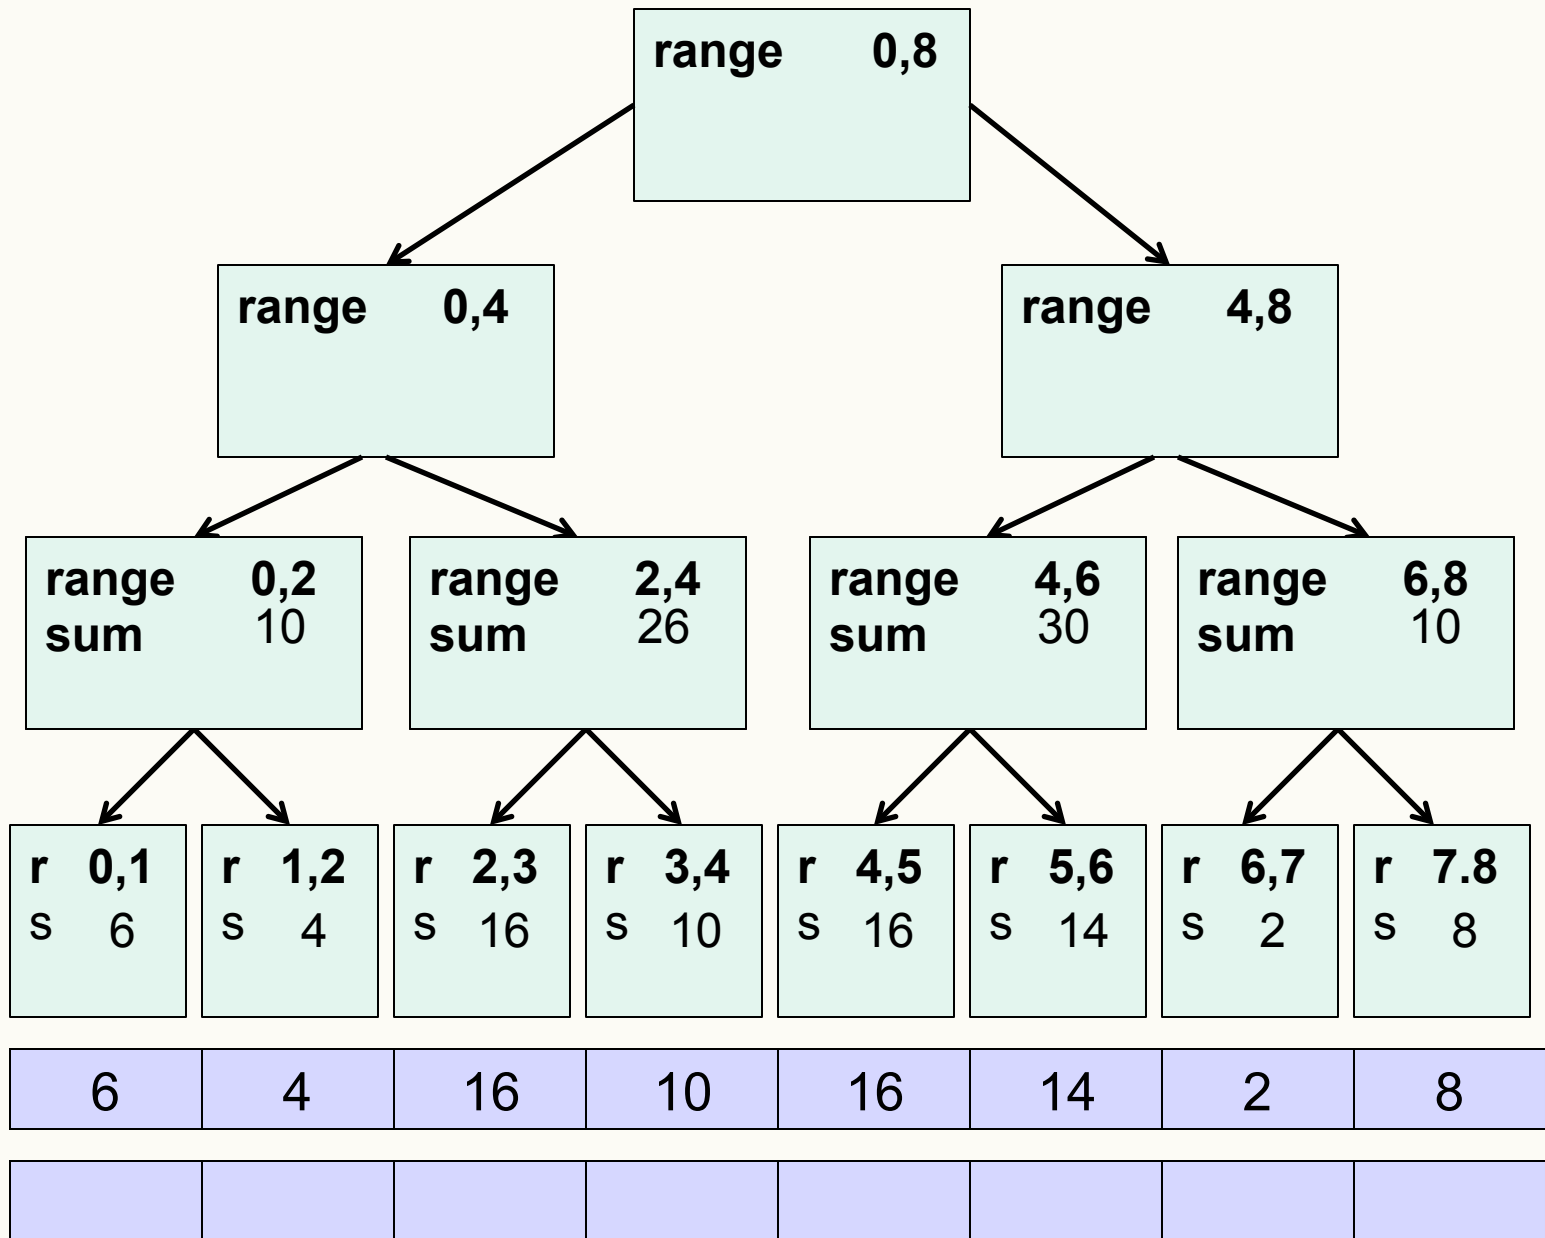 range 0,8
range 0,4
range 4,8
range 0,2
sum 10
range 2,4
sum 26
range 4,6
sum 30
range 6,8
sum 10
r 0,1
s 6
r 1,2
s 4
r 2,3
s 16
r 3,4
s 10
r 4,5
s 16
r 5,6
s 14
r 6,7
s 2
r 7.8
s 8
6 4 16 10 16 14 2 8